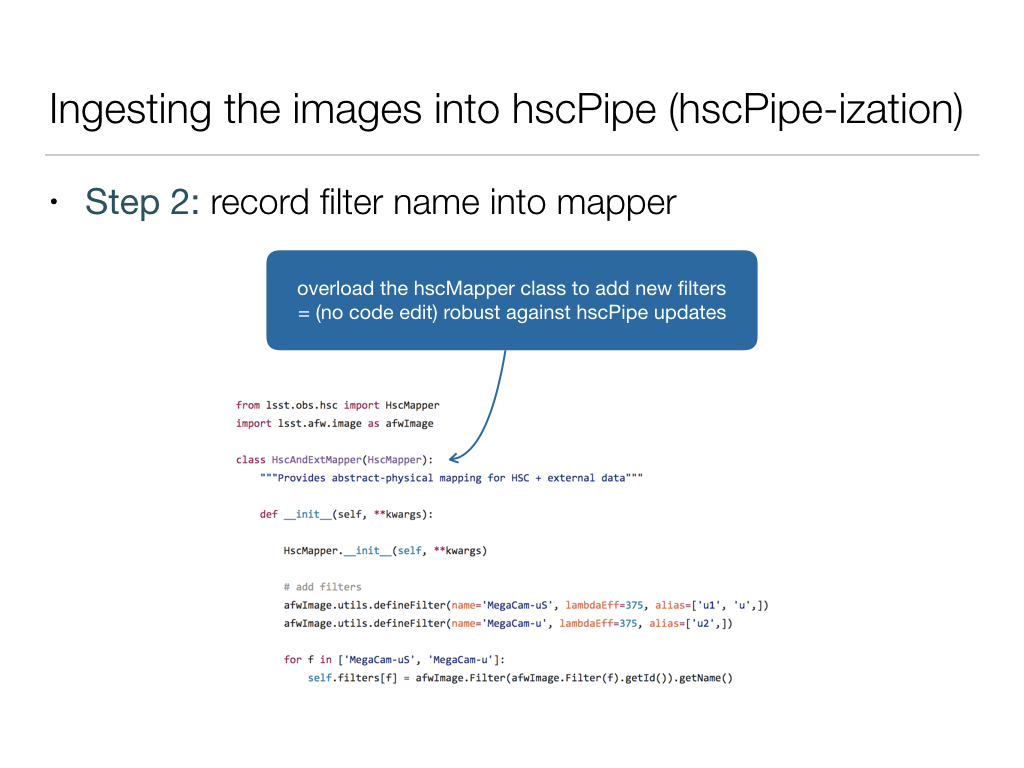 Ingesting the images into hscPipe (hscPipe-ization)
• Step 2: record filter name into mapper
overload the hscMapper class to add new filters
= (no code edit) robust against hscPipe updates
from lsst.obs.hsc import HscMapper
import lsst.afw.image as afwImage
class HscAndExtMapper(HscMapper):
"""Provides abstract-physical mapping for HSC + external data"""
def __init__(self, **kwargs):
HscMapper.__init__(self, **kwargs)
# add filters
afwImage.utils.defineFilter(name='MegaCam-uS', lambdaEff=375, alias=['u1', 'u',])
afwImage.utils.defineFilter(name='MegaCam-u', lambdaEff=375, alias=['u2',])
for f in ['MegaCam-uS', 'MegaCam-u']:
self.filters[f] = afwImage.Filter(afwImage.Filter(f).getId()).getName()